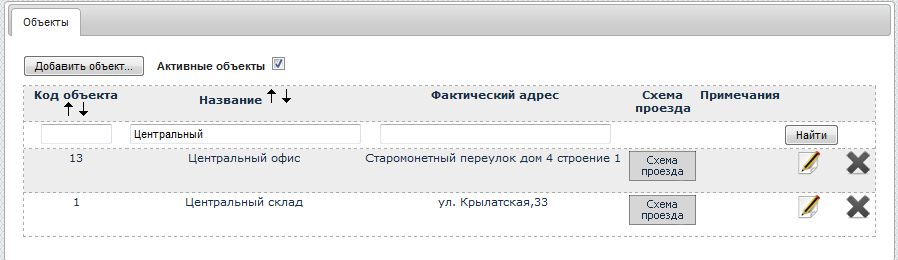 Объекты
Добавить объект... Активные объекты
Код объекта Название Фактический адрес Схема проезда Примечания
Центральный Найти
13 Центральный офис Старомонетный переулок дом 4 строение 1 Схема проезда
1 Центральный склад ул. Крылатская,33 Схема проезда